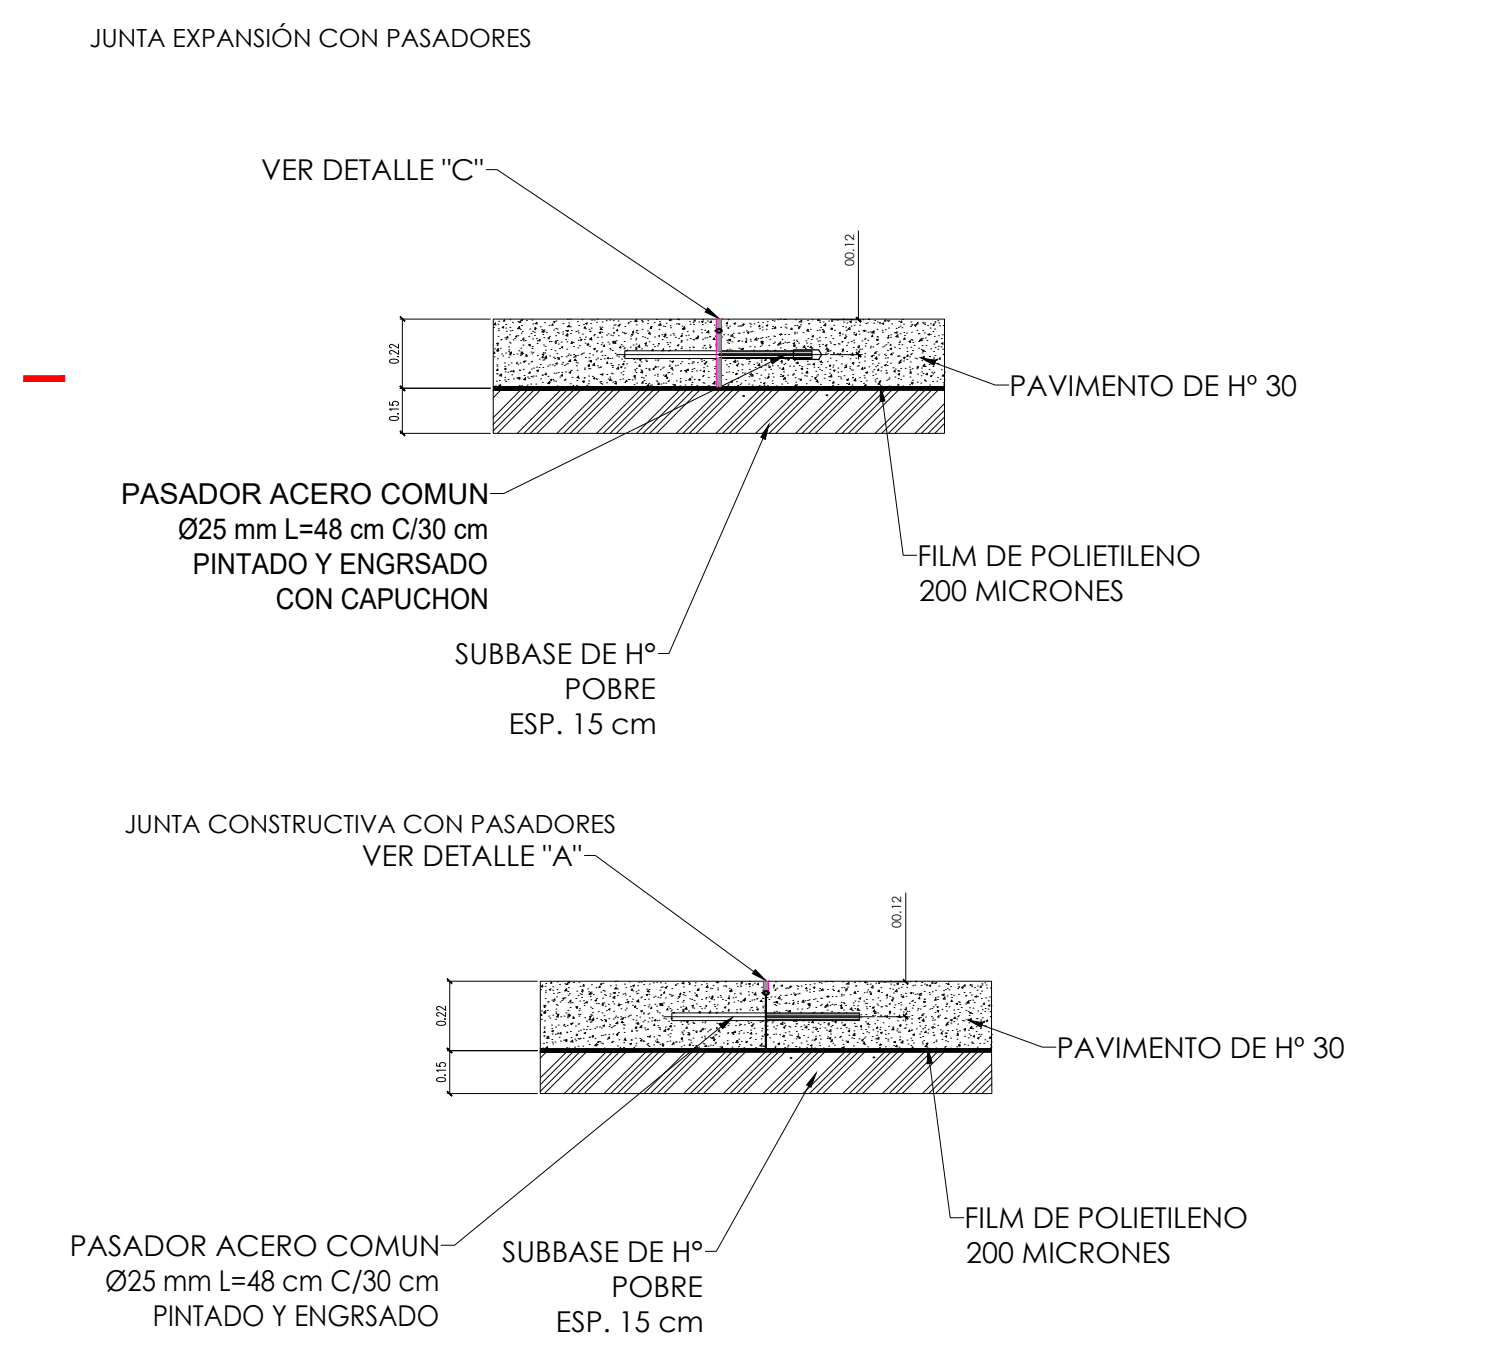 JUNTA EXPANSIÓN CON PASADORES
VER DETALLE "C"
00.12
0.22
0.15
PAVIMENTO DE Hº 30
PASADOR ACERO COMUN
Ø25 mm L=48 cm C/30 cm
PINTADO Y ENGRSADO
CON CAPUCHON
FILM DE POLIETILENO
200 MICRONES
SUBBASE DE Hº
POBRE
ESP. 15 cm
JUNTA CONSTRUCTIVA CON PASADORES
VER DETALLE "A"
00.12
0.22
0.15
PAVIMENTO DE Hº 30
PASADOR ACERO COMUN
Ø25 mm L=48 cm C/30 cm
PINTADO Y ENGRSADO
SUBBASE DE Hº
POBRE
ESP. 15 cm
FILM DE POLIETILENO
200 MICRONES